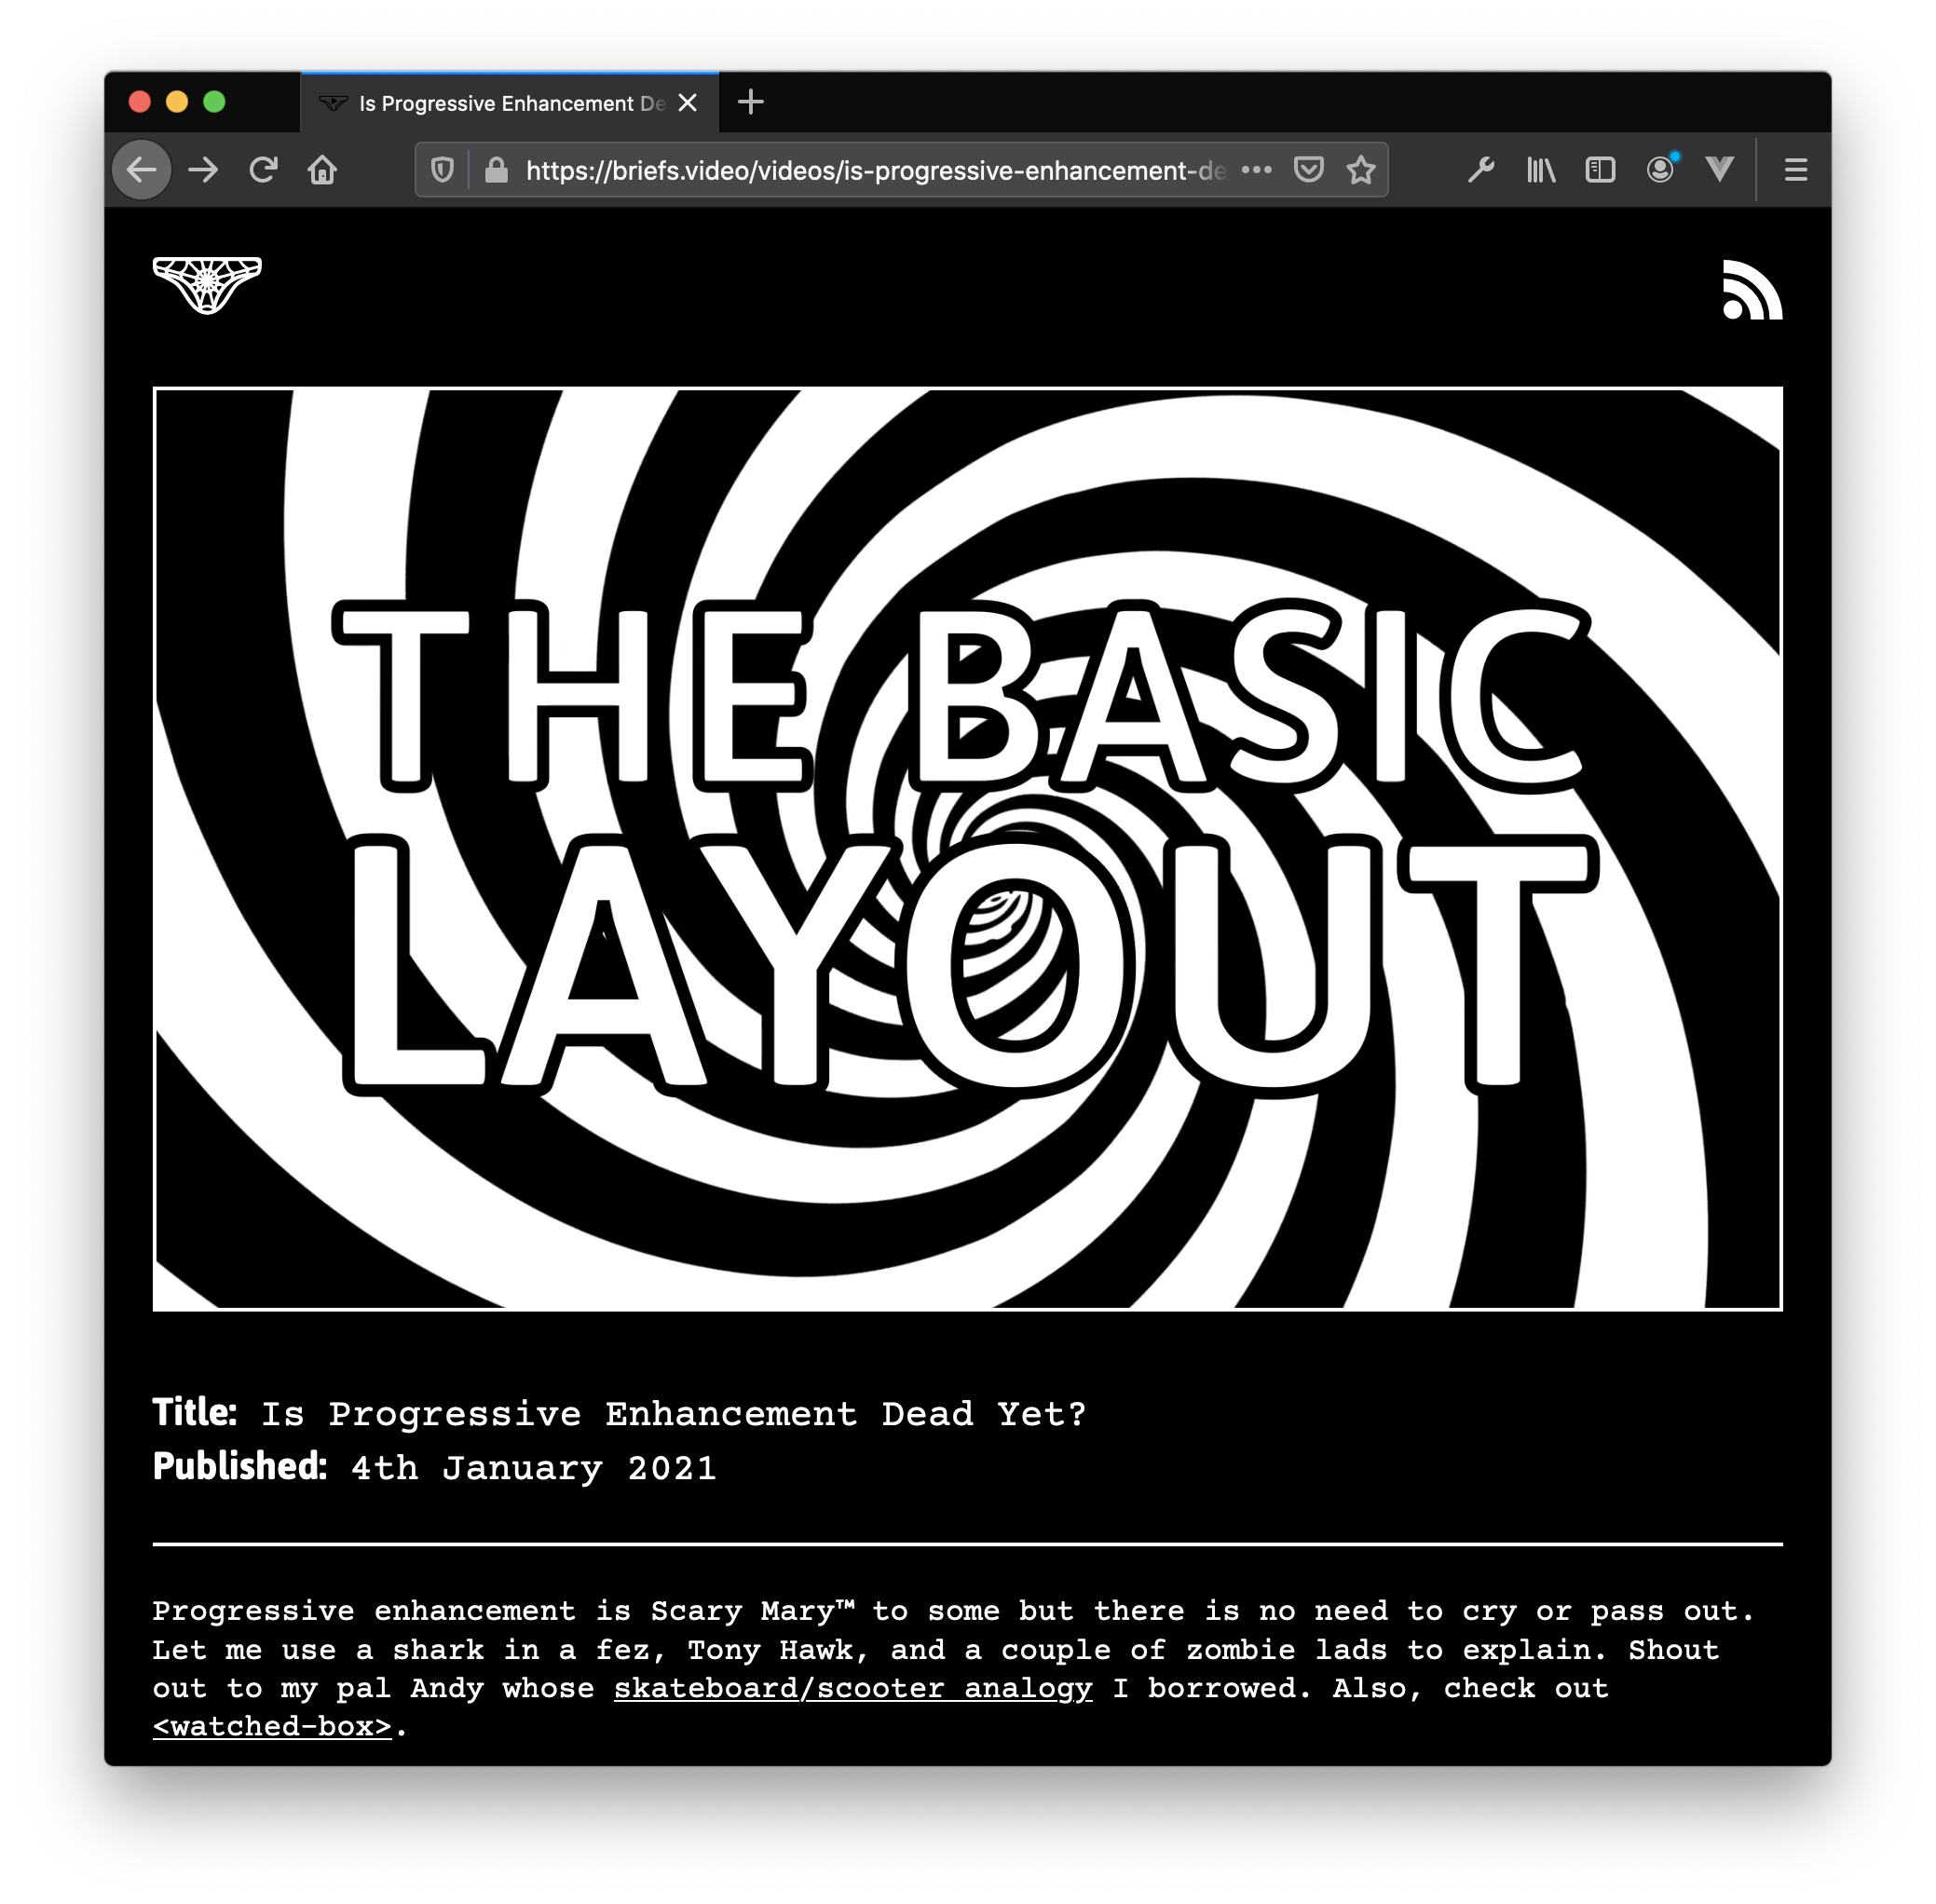 Is Progressive Enhancement De
https://briefs.video/videos/is-progressive-enhancement-de
THE BASIC
LAYOUT
Title: Is Progressive Enhancement Dead Yet?
Published: 4th January 2021
Progressive enhancement is Scary Mary™ to some but there is no need to cry or pass out.
Let me use a shark in a fez, Tony Hawk, and a couple of zombie lads to explain. Shout
out to my pal Andy whose skateboard/scooter analogy I borrowed. Also, check out
<watched-box>.